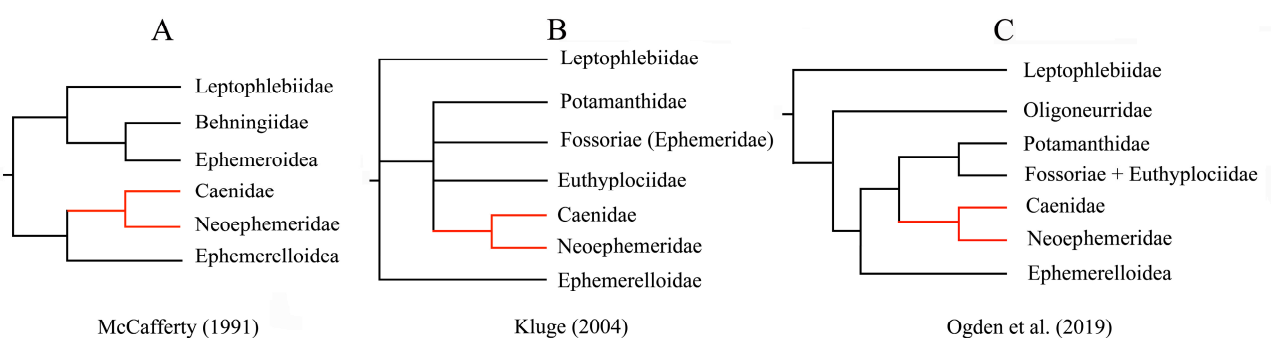 A
Leptophlebiidae
Behningiidae
Ephemeroidea
Caenidae
Neoephemeridae
Ephemerelloidea
McCafferty (1991)
B
Leptophlebiidae
Potamanthidae
Fossoriae (Ephemeridae)
Euthyplociidae
Caenidae
Neoephemeridae
Ephemerelloidae
Kluge (2004)
C
Leptophlebiidae
Oligoneurridae
Potamanthidae
Fossoriae + Euthyplociidae
Caenidae
Neoephemeridae
Ephemerelloidea
Ogden et al. (2019)